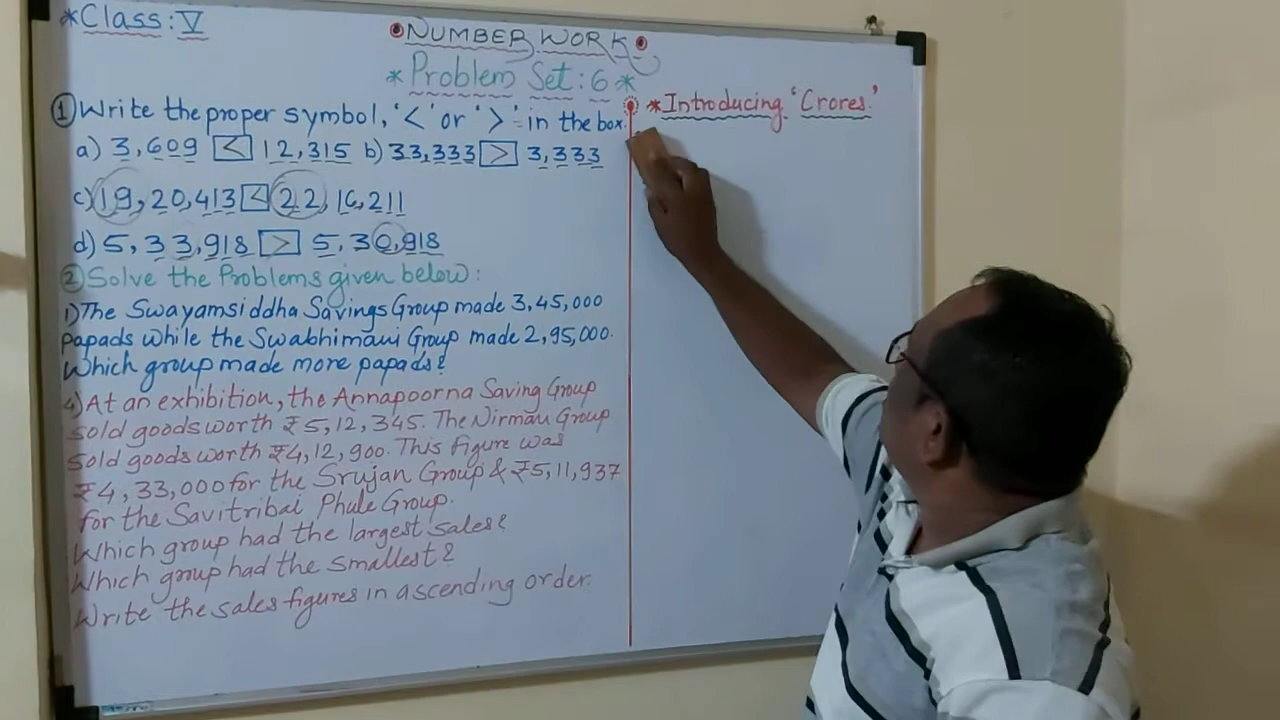 *Class: V
NUMBER WORK
* Problem Set: 6 *
① Write the proper symbol, '<' or '>' in the box.
a) 3,609 < 12,315 b) 33,333 > 3,333
c) 19,20,413 < 22,16,211
d) 5,33,918 > 5,30,918
② Solve the Problems given below:
1) The Swayamsiddha Savings Group made 3,45,000
papads while the Swabhimani Group made 2,95,000.
Which group made more papads?
4) At an exhibition, the Annapoorna Saving Group
sold goods worth ₹5,12,345. The Nirman Group
sold goods worth ₹4,12,900. This figure was
₹4,33,000 for the Srujan Group & ₹5,11,937
for the Savitribai Phule Group.
Which group had the largest sales?
Which group had the smallest?
Write the sales figures in ascending order.
* Introducing 'Crores.'